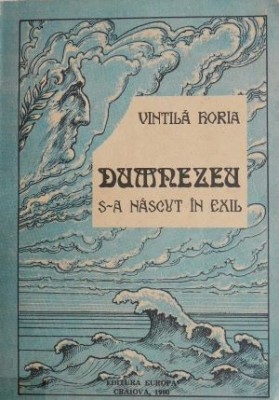 VINTILĂ HORIA
DUMNEZEU
S-A NĂSCUT ÎN EXIL
EDITURA EUROPA
CRAIOVA, 1990